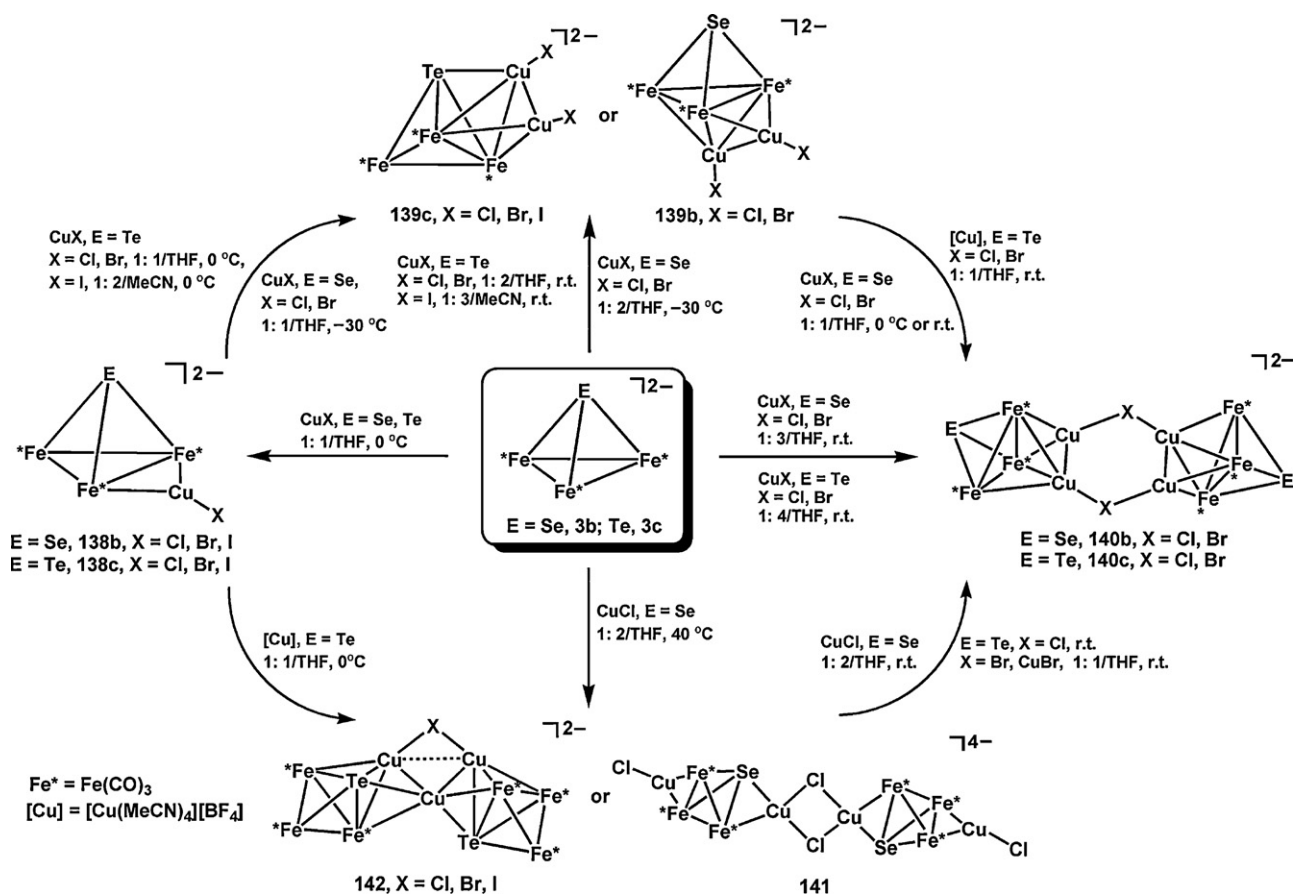 Se
⌉2–
⌉2–
X
Te
Cu
*Fe
Fe*
X
Cu
or
*Fe
*Fe
Cu
*Fe
Fe
*
Cu
X
X
139c, X = Cl, Br, I
139b, X = Cl, Br
CuX, E = Te
X = Cl, Br, 1: 1/THF, 0 °C,
X = I, 1: 2/MeCN, 0 °C
CuX, E = Se,
X = Cl, Br
1: 1/THF, –30 °C
CuX, E = Te
X = Cl, Br, 1: 2/THF, r.t.
X = I, 1: 3/MeCN, r.t.
CuX, E = Se
X = Cl, Br
1: 2/THF, –30 °C
CuX, E = Se
X = Cl, Br
1: 1/THF, 0 °C or r.t.
[Cu], E = Te
X = Cl, Br
1: 1/THF, r.t.
⌉2–
E
*Fe
Fe*
Fe*
Cu
X
E = Se, 138b, X = Cl, Br, I
E = Te, 138c, X = Cl, Br, I
CuX, E = Se, Te
1: 1/THF, 0 °C
⌉2–
E
*Fe
Fe*
Fe*
E = Se, 3b; Te, 3c
CuX, E = Se
X = Cl, Br
1: 3/THF, r.t.
CuX, E = Te
X = Cl, Br
1: 4/THF, r.t.
⌉2–
Fe*
X
Fe*
E
Cu
Cu
Fe*
Fe
*
*Fe
Cu
Cu
Fe
*
E
X
E = Se, 140b, X = Cl, Br
E = Te, 140c, X = Cl, Br
[Cu], E = Te
1: 1/THF, 0°C
CuCl, E = Se
1: 2/THF, 40 °C
CuCl, E = Se
1: 2/THF, r.t.
E = Te, X = Cl, r.t.
X = Br, CuBr, 1: 1/THF, r.t.
Fe* = Fe(CO)3
[Cu] = [Cu(MeCN)4][BF4]
⌉2–
X
Cu
Cu
*Fe
Te
Cu
Fe*
Fe*
*Fe
Fe*
Te
Fe*
142, X = Cl, Br, I
or
⌉4–
Cl
Cu
Fe*
Se
Cl
Fe*
*Fe
Cu
Cu
Fe*
Fe*
Cl
Se
Fe*
Cu
Cl
141